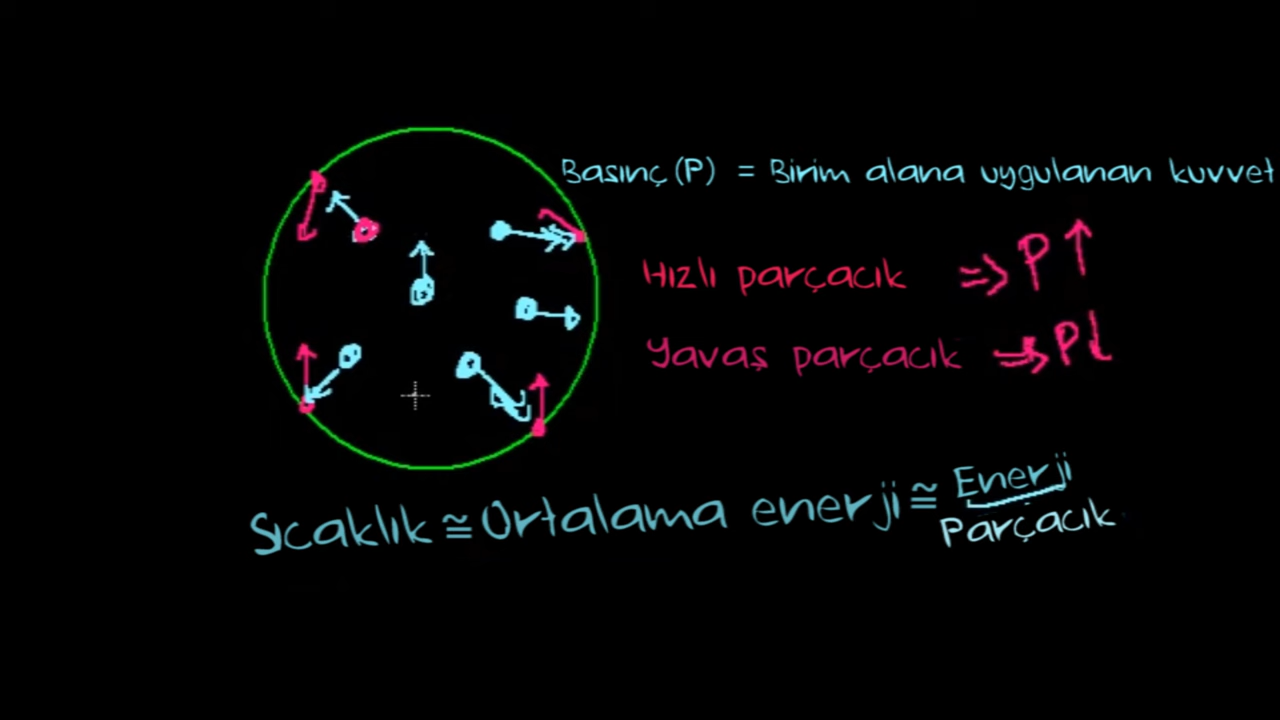 Basınç (P) = Birim alana uygulanan kuvvet
Hızlı parçacık => P ↑
Yavaş parçacık => P ↓
Sıcaklık ≅ Ortalama enerji ≅ Enerji
Parçacık